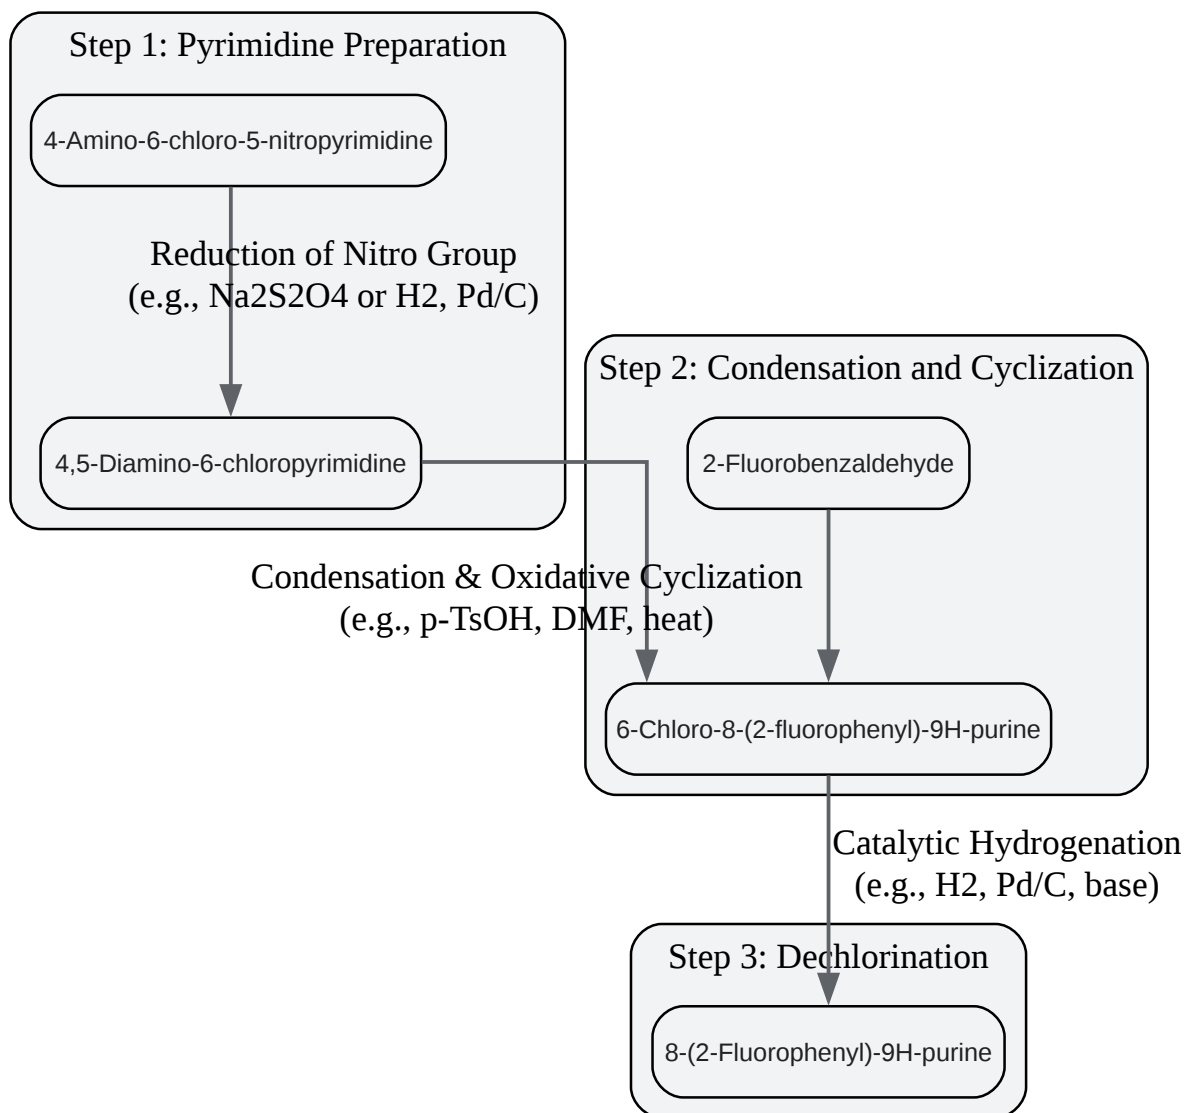 Step 1: Pyrimidine Preparation
4-Amino-6-chloro-5-nitropyrimidine
Reduction of Nitro Group
(e.g., Na2S2O4 or H2, Pd/C)
4,5-Diamino-6-chloropyrimidine
Step 2: Condensation and Cyclization
2-Fluorobenzaldehyde
Condensation & Oxidative Cyclization
(e.g., p-TsOH, DMF, heat)
6-Chloro-8-(2-fluorophenyl)-9H-purine
Catalytic Hydrogenation
(e.g., H2, Pd/C, base)
Step 3: Dechlorination
8-(2-Fluorophenyl)-9H-purine